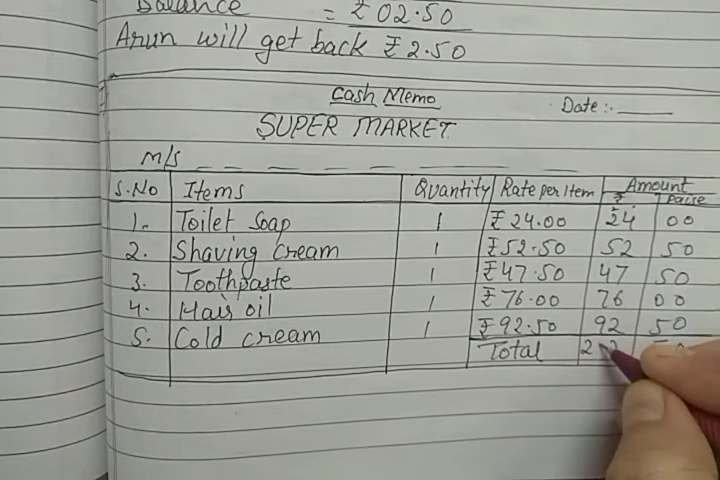 Balance = ₹ 02.50
Arun will get back ₹ 2.50
Cash Memo
Date :- ____
SUPER MARKET
M/S _ _ _ _ _ _ _ _
S.No Items Quantity Rate per Item Amount
₹ Paise
1. Toilet Soap 1 ₹ 24.00 24 00
2. Shaving cream 1 ₹ 52.50 52 50
3. Toothpaste 1 ₹ 47.50 47 50
4. Hair oil 1 ₹ 76.00 76 00
5. Cold cream 1 ₹ 92.50 92 50
Total